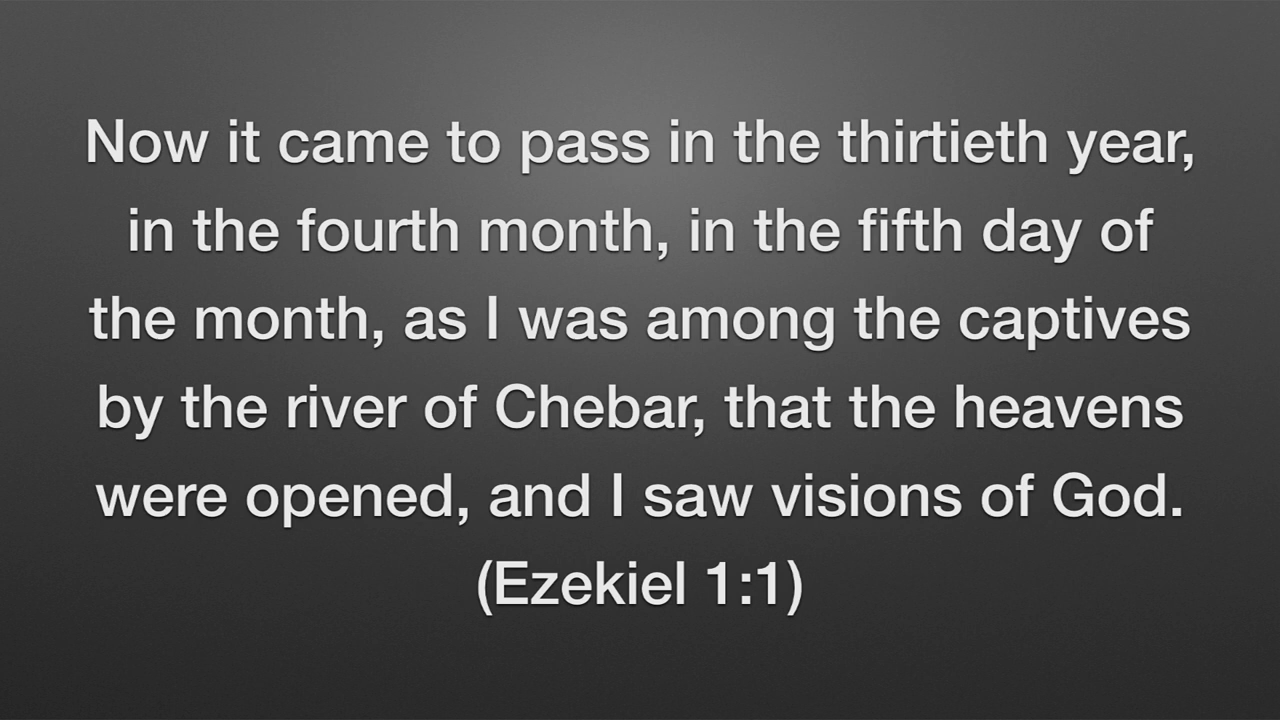 Now it came to pass in the thirtieth year,
in the fourth month, in the fifth day of
the month, as I was among the captives
by the river of Chebar, that the heavens
were opened, and I saw visions of God.
(Ezekiel 1:1)